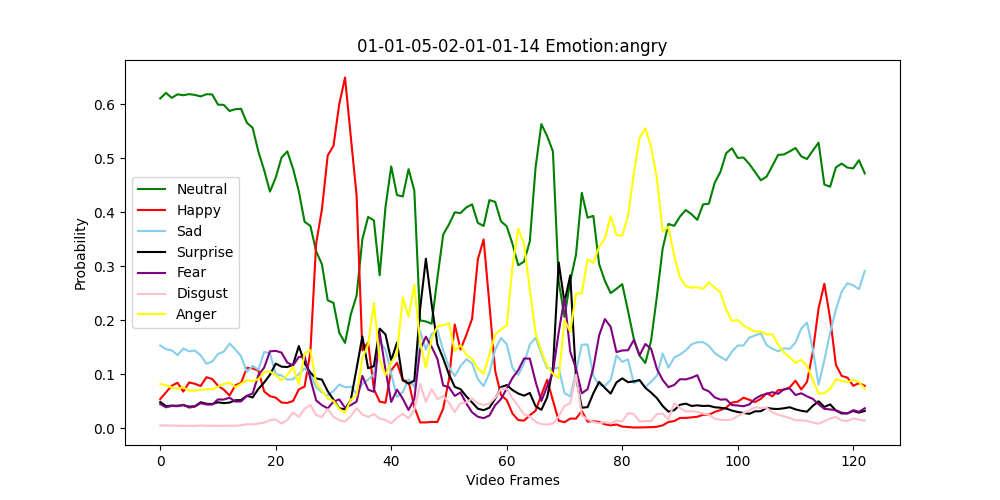 01-01-05-02-01-01-14 Emotion:angry
Probability
0.6
0.5
0.4
0.3
0.2
0.1
0.0
Neutral
Happy
Sad
Surprise
Fear
Disgust
Anger
0 20 40 60 80 100 120
Video Frames